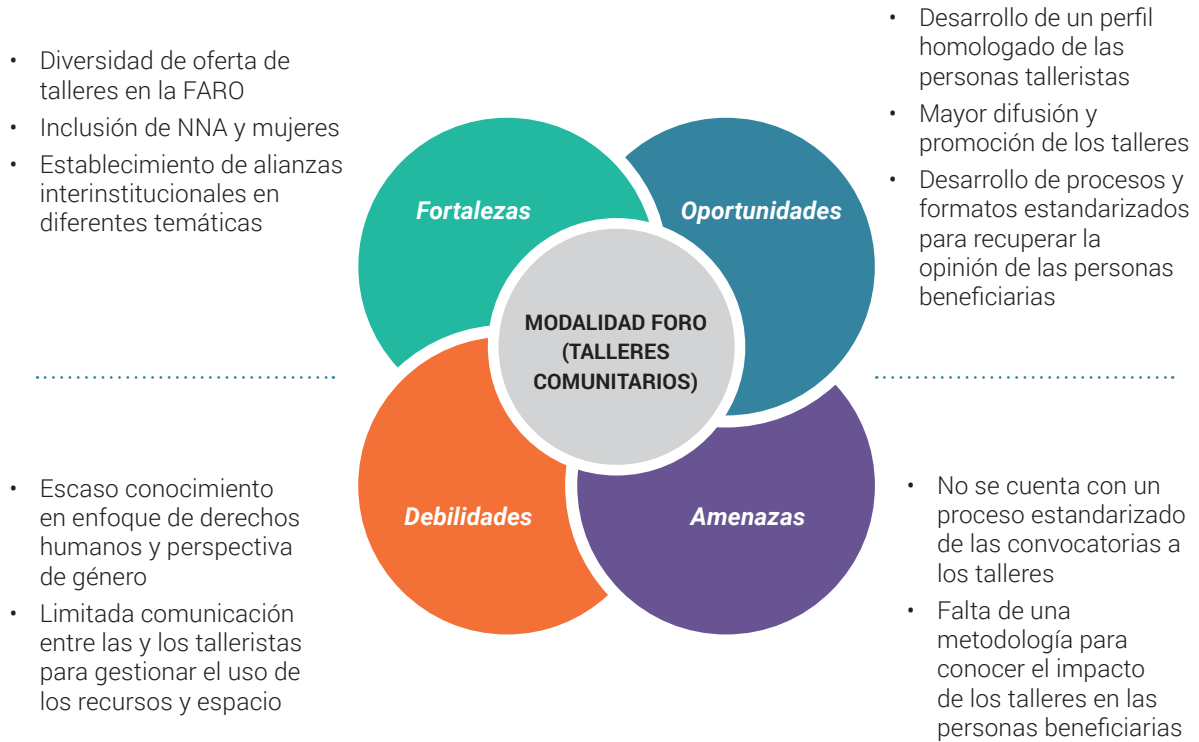 • Diversidad de oferta de
talleres en la FARO
• Inclusión de NNA y mujeres
• Establecimiento de alianzas
interinstitucionales en
diferentes temáticas
Fortalezas
Oportunidades
• Desarrollo de un perfil
homologado de las
personas talleristas
• Mayor difusión y
promoción de los talleres
• Desarrollo de procesos y
formatos estandarizados
para recuperar la
opinión de las personas
beneficiarias
MODALIDAD FORO
(TALLERES
COMUNITARIOS)
• Escaso conocimiento
en enfoque de derechos
humanos y perspectiva
de género
• Limitada comunicación
entre las y los talleristas
para gestionar el uso de
los recursos y espacio
Debilidades
Amenazas
• No se cuenta con un
proceso estandarizado
de las convocatorias a
los talleres
• Falta de una
metodología para
conocer el impacto
de los talleres en las
personas beneficiarias